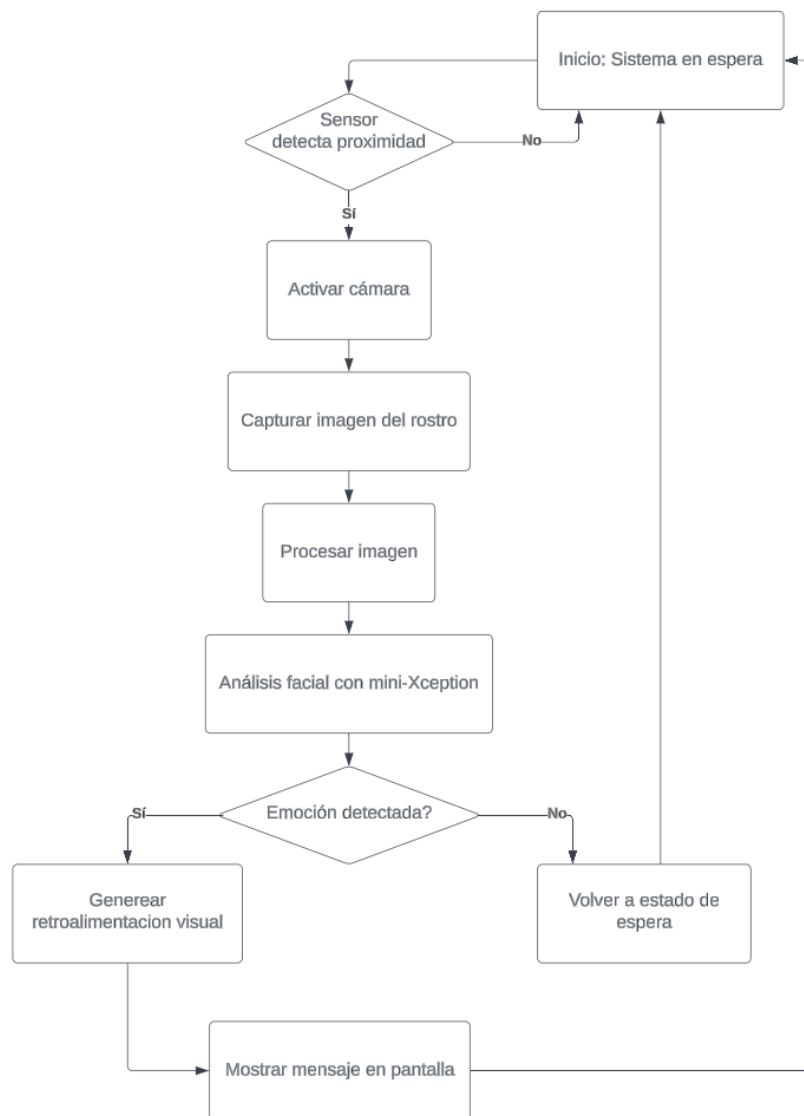 Inicio: Sistema en espera
Sensor
detecta proximidad
No
Sí
Activar cámara
Capturar imagen del rostro
Procesar imagen
Análisis facial con mini-Xception
Emoción detectada?
Sí
No
Generear
retroalimentacion visual
Volver a estado de
espera
Mostrar mensaje en pantalla